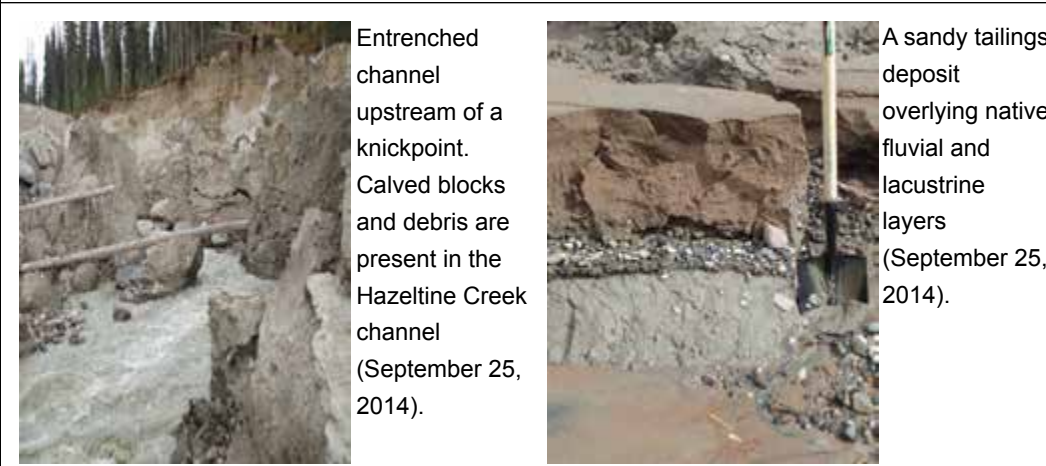 Entrenched
channel
upstream of a
knickpoint.
Calved blocks
and debris are
present in the
Hazeltine Creek
channel
(September 25,
2014).
A sandy tailings
deposit
overlying native
fluvial and
lacustrine
layers
(September 25,
2014).